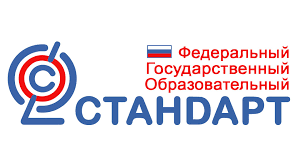 Федеральный
Государственный
Образовательный
СТАНДАРТ